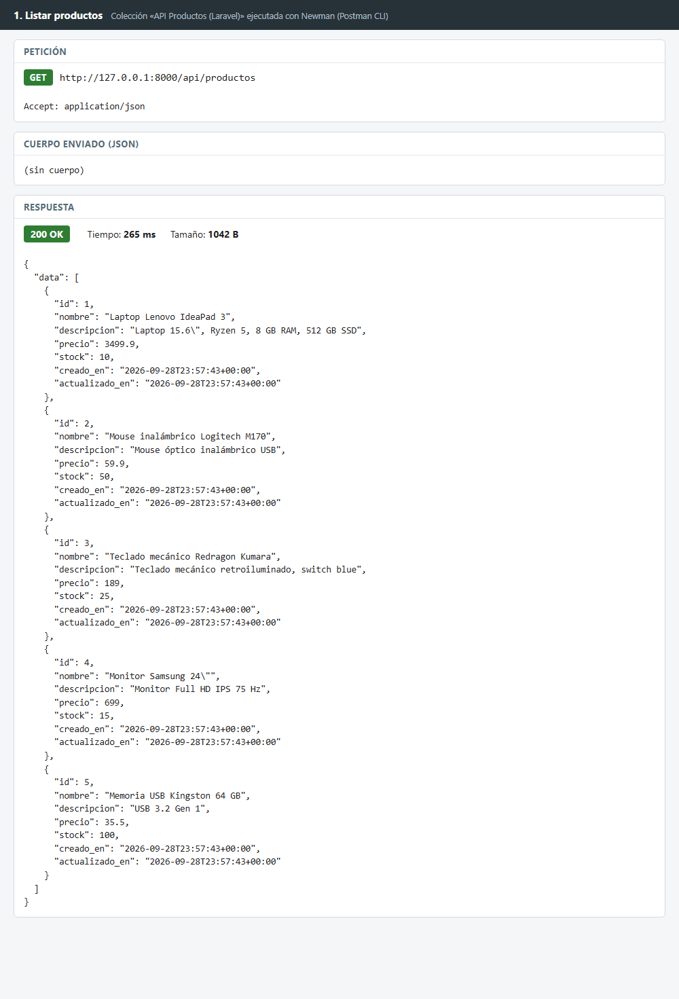 1. Listar productos Colección «API Productos (Laravel)» ejecutada con Newman (Postman CLI)
PETICIÓN
GET http://127.0.0.1:8000/api/productos
Accept: application/json
CUERPO ENVIADO (JSON)
(sin cuerpo)
RESPUESTA
200 OK Tiempo: 265 ms Tamaño: 1042 B
{
  "data": [
    {
      "id": 1,
      "nombre": "Laptop Lenovo IdeaPad 3",
      "descripcion": "Laptop 15.6\", Ryzen 5, 8 GB RAM, 512 GB SSD",
      "precio": 3499.9,
      "stock": 10,
      "creado_en": "2026-09-28T23:57:43+00:00",
      "actualizado_en": "2026-09-28T23:57:43+00:00"
    },
    {
      "id": 2,
      "nombre": "Mouse inalámbrico Logitech M170",
      "descripcion": "Mouse óptico inalámbrico USB",
      "precio": 59.9,
      "stock": 50,
      "creado_en": "2026-09-28T23:57:43+00:00",
      "actualizado_en": "2026-09-28T23:57:43+00:00"
    },
    {
      "id": 3,
      "nombre": "Teclado mecánico Redragon Kumara",
      "descripcion": "Teclado mecánico retroiluminado, switch blue",
      "precio": 189,
      "stock": 25,
      "creado_en": "2026-09-28T23:57:43+00:00",
      "actualizado_en": "2026-09-28T23:57:43+00:00"
    },
    {
      "id": 4,
      "nombre": "Monitor Samsung 24\"",
      "descripcion": "Monitor Full HD IPS 75 Hz",
      "precio": 699,
      "stock": 15,
      "creado_en": "2026-09-28T23:57:43+00:00",
      "actualizado_en": "2026-09-28T23:57:43+00:00"
    },
    {
      "id": 5,
      "nombre": "Memoria USB Kingston 64 GB",
      "descripcion": "USB 3.2 Gen 1",
      "precio": 35.5,
      "stock": 100,
      "creado_en": "2026-09-28T23:57:43+00:00",
      "actualizado_en": "2026-09-28T23:57:43+00:00"
    }
  ]
}